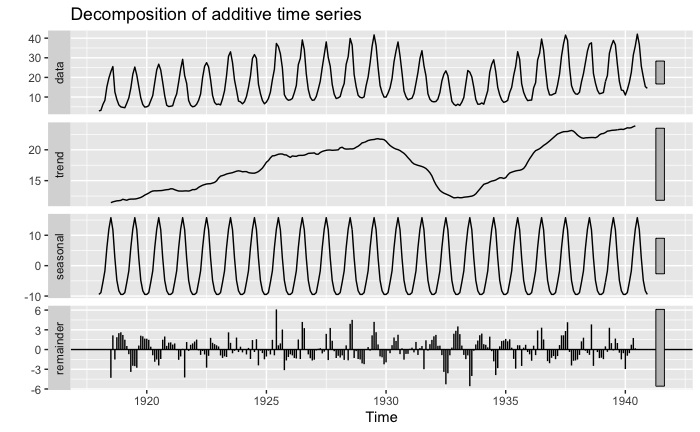 Decomposition of additive time series
40
30
20
10
data
20
15
trend
10
0
-10
seasonal
6
3
0
-3
-6
remainder
1920 1925 1930 1935 1940
Time